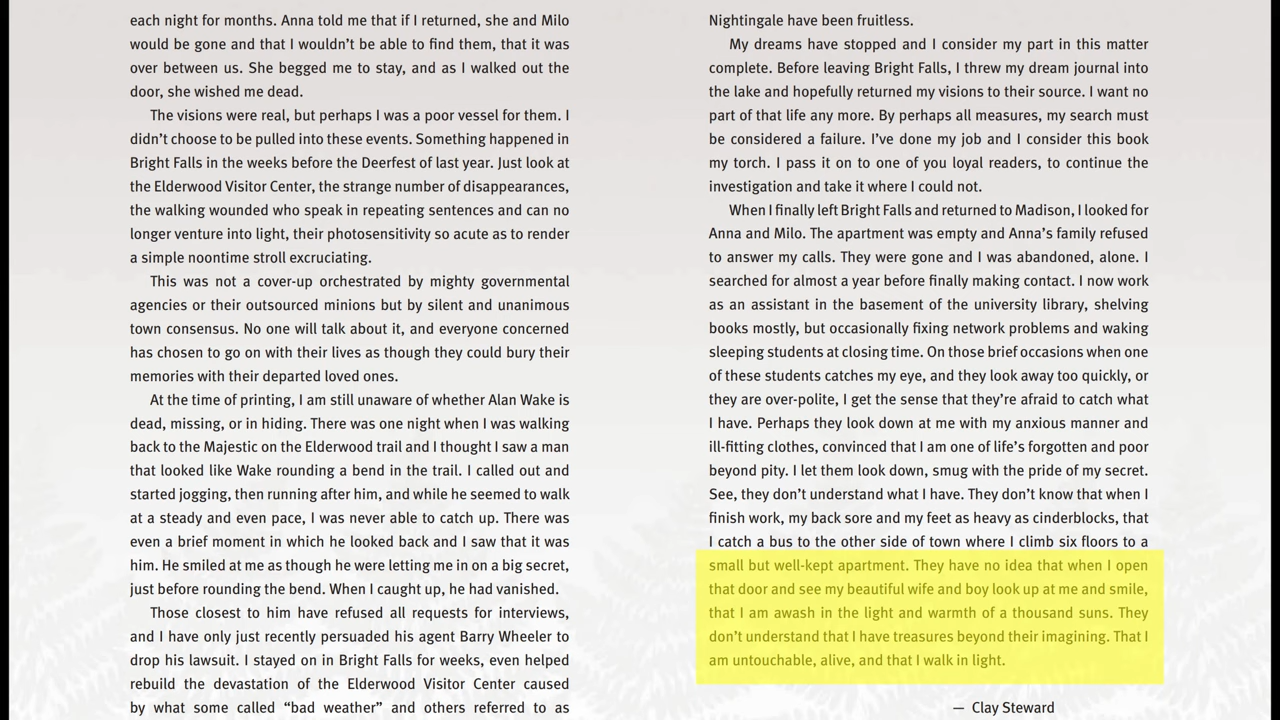 each night for months. Anna told me that if I returned, she and Milo
would be gone and that I wouldn’t be able to find them, that it was
over between us. She begged me to stay, and as I walked out the
door, she wished me dead.
The visions were real, but perhaps I was a poor vessel for them. I
didn’t choose to be pulled into these events. Something happened in
Bright Falls in the weeks before the Deerfest of last year. Just look at
the Elderwood Visitor Center, the strange number of disappearances,
the walking wounded who speak in repeating sentences and can no
longer venture into light, their photosensitivity so acute as to render
a simple noontime stroll excruciating.
This was not a cover-up orchestrated by mighty governmental
agencies or their outsourced minions but by silent and unanimous
town consensus. No one will talk about it, and everyone concerned
has chosen to go on with their lives as though they could bury their
memories with their departed loved ones.
At the time of printing, I am still unaware of whether Alan Wake is
dead, missing, or in hiding. There was one night when I was walking
back to the Majestic on the Elderwood trail and I thought I saw a man
that looked like Wake rounding a bend in the trail. I called out and
started jogging, then running after him, and while he seemed to walk
at a steady and even pace, I was never able to catch up. There was
even a brief moment in which he looked back and I saw that it was
him. He smiled at me as though he were letting me in on a big secret,
just before rounding the bend. When I caught up, he had vanished.
Those closest to him have refused all requests for interviews,
and I have only just recently persuaded his agent Barry Wheeler to
drop his lawsuit. I stayed on in Bright Falls for weeks, even helped
rebuild the devastation of the Elderwood Visitor Center caused
by what some called “bad weather” and others referred to as
Nightingale have been fruitless.
My dreams have stopped and I consider my part in this matter
complete. Before leaving Bright Falls, I threw my dream journal into
the lake and hopefully returned my visions to their source. I want no
part of that life any more. By perhaps all measures, my search must
be considered a failure. I’ve done my job and I consider this book
my torch. I pass it on to one of you loyal readers, to continue the
investigation and take it where I could not.
When I finally left Bright Falls and returned to Madison, I looked for
Anna and Milo. The apartment was empty and Anna’s family refused
to answer my calls. They were gone and I was abandoned, alone. I
searched for almost a year before finally making contact. I now work
as an assistant in the basement of the university library, shelving
books mostly, but occasionally fixing network problems and waking
sleeping students at closing time. On those brief occasions when one
of these students catches my eye, and they look away too quickly, or
they are over-polite, I get the sense that they’re afraid to catch what
I have. Perhaps they look down at me with my anxious manner and
ill-fitting clothes, convinced that I am one of life’s forgotten and poor
beyond pity. I let them look down, smug with the pride of my secret.
See, they don’t understand what I have. They don’t know that when I
finish work, my back sore and my feet as heavy as cinderblocks, that
I catch a bus to the other side of town where I climb six floors to a
small but well-kept apartment. They have no idea that when I open
that door and see my beautiful wife and boy look up at me and smile,
that I am awash in the light and warmth of a thousand suns. They
don’t understand that I have treasures beyond their imagining. That I
am untouchable, alive, and that I walk in light.
— Clay Steward